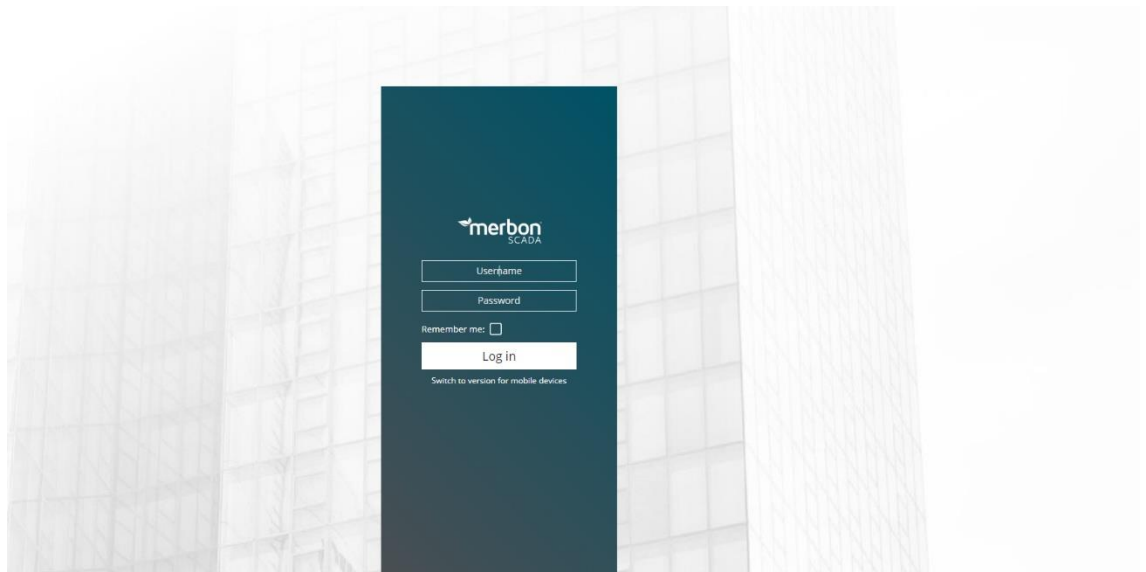 merbon
SCADA
Username
Password
Remember me:
Log in
Switch to version for mobile devices